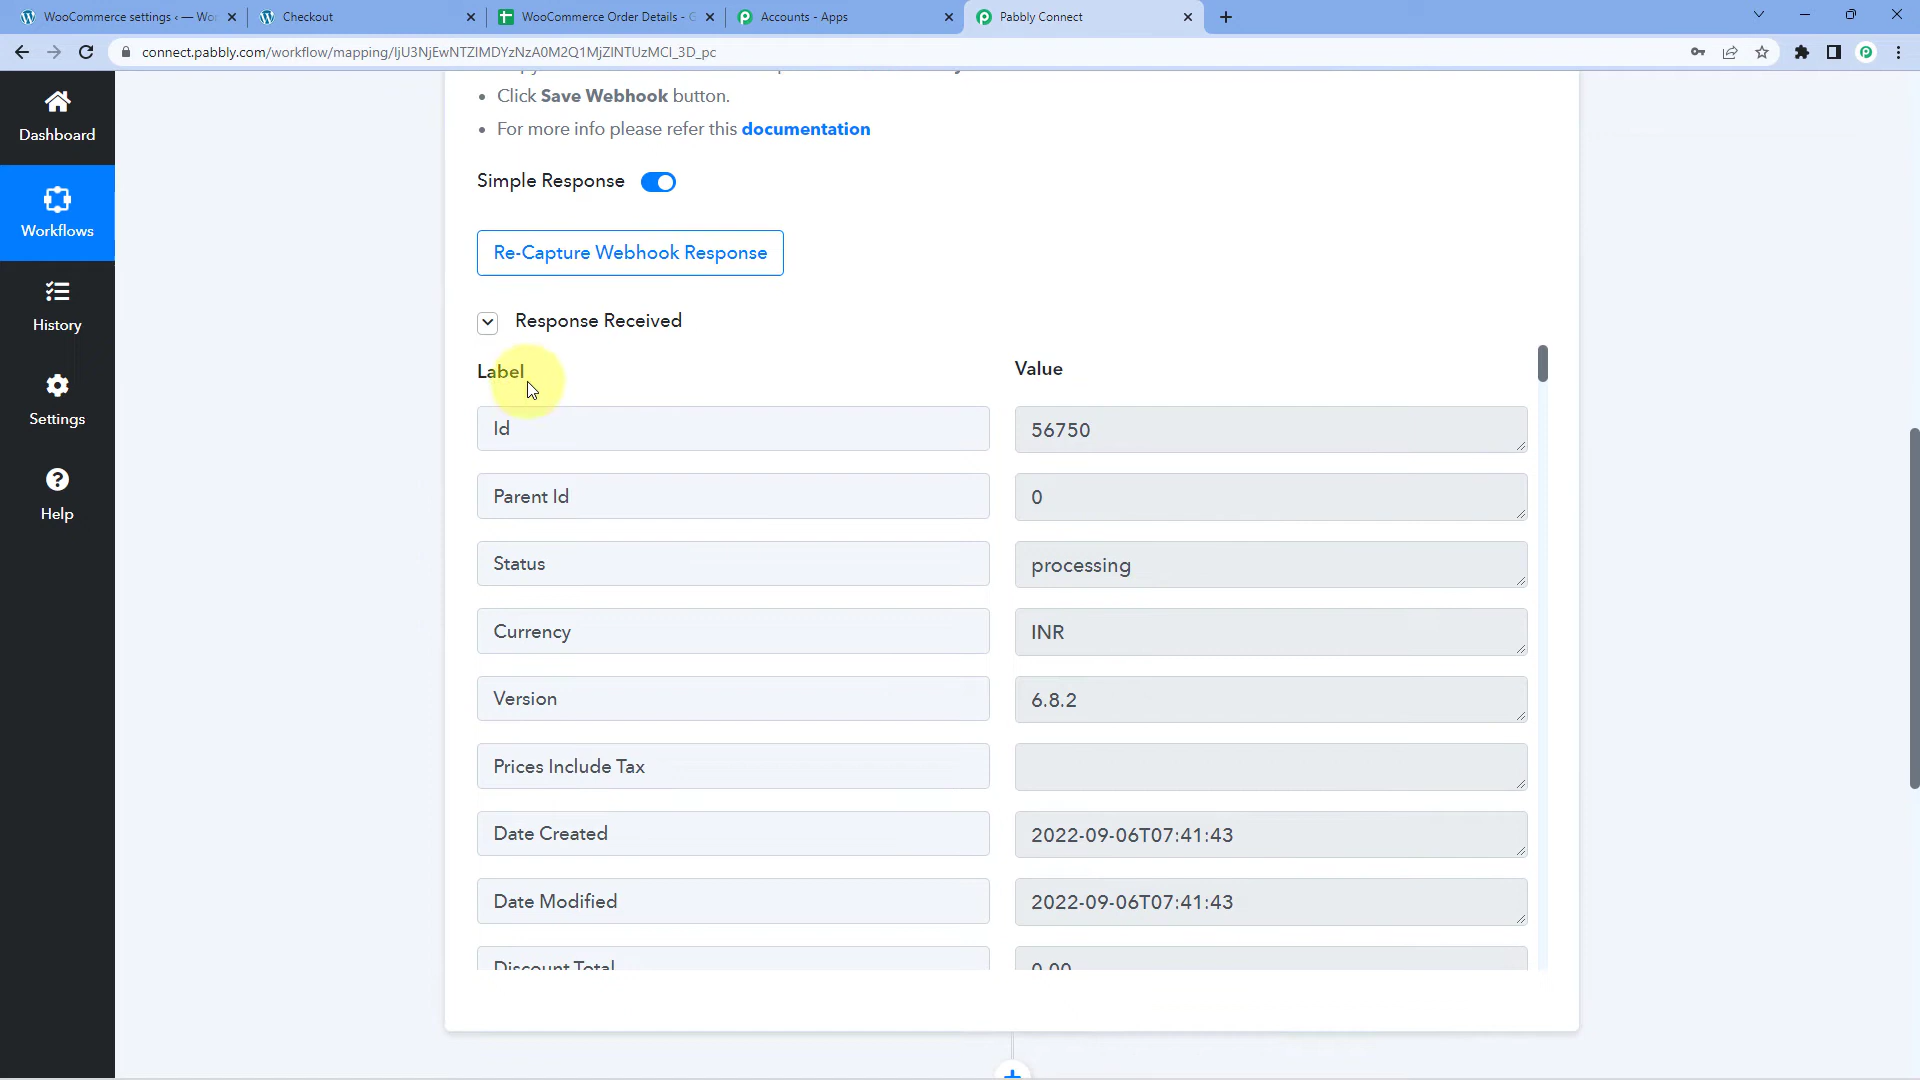 WooCommerce settings ‹ — Wor
Checkout
WooCommerce Order Details - G
Accounts - Apps
Pabbly Connect
connect.pabbly.com/workflow/mapping/IjU3NjEwNTZlMDYzNzA0M2Q1MjZlNTUzMCI_3D_pc
Dashboard
Workflows
History
Settings
Help
Click Save Webhook button.
For more info please refer this documentation
Simple Response
Re-Capture Webhook Response
Response Received
Label Value
Id 56750
Parent Id 0
Status processing
Currency INR
Version 6.8.2
Prices Include Tax
Date Created 2022-09-06T07:41:43
Date Modified 2022-09-06T07:41:43
Discount Total 0.00